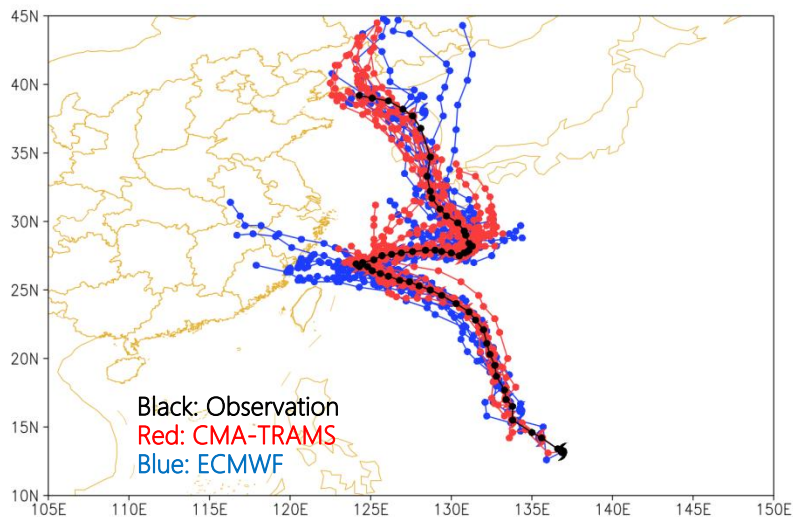 45N
40N
35N
30N
25N
20N
15N
10N
Black: Observation
Red: CMA-TRAMS
Blue: ECMWF
105E 110E 115E 120E 125E 130E 135E 140E 145E 150E